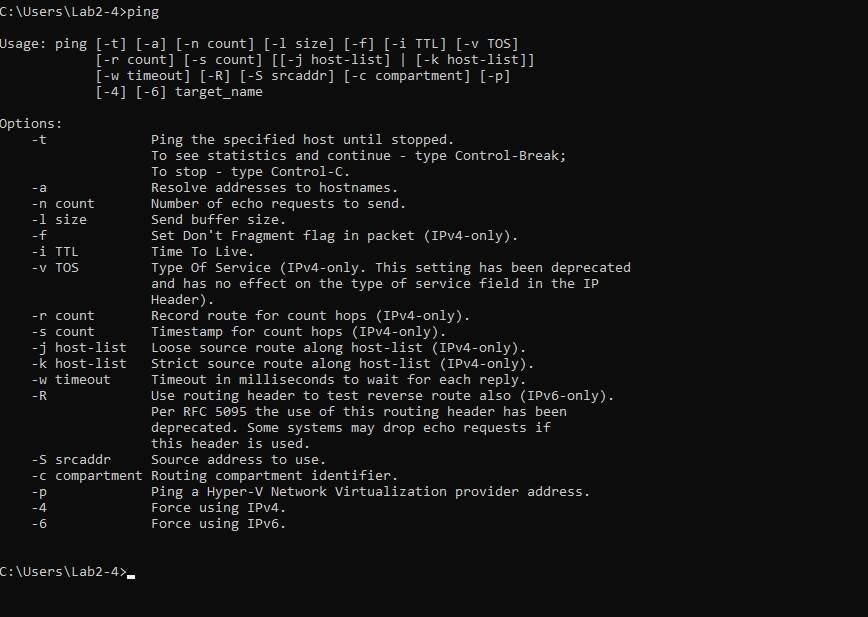 C:\Users\Lab2-4>ping
Usage: ping [-t] [-a] [-n count] [-l size] [-f] [-i TTL] [-v TOS]
            [-r count] [-s count] [[-j host-list] | [-k host-list]]
            [-w timeout] [-R] [-S srcaddr] [-c compartment] [-p]
            [-4] [-6] target_name
Options:
    -t             Ping the specified host until stopped.
                   To see statistics and continue - type Control-Break;
                   To stop - type Control-C.
    -a             Resolve addresses to hostnames.
    -n count       Number of echo requests to send.
    -l size        Send buffer size.
    -f             Set Don't Fragment flag in packet (IPv4-only).
    -i TTL         Time To Live.
    -v TOS         Type Of Service (IPv4-only. This setting has been deprecated
                   and has no effect on the type of service field in the IP
                   Header).
    -r count       Record route for count hops (IPv4-only).
    -s count       Timestamp for count hops (IPv4-only).
    -j host-list   Loose source route along host-list (IPv4-only).
    -k host-list   Strict source route along host-list (IPv4-only).
    -w timeout     Timeout in milliseconds to wait for each reply.
    -R             Use routing header to test reverse route also (IPv6-only).
                   Per RFC 5095 the use of this routing header has been
                   deprecated. Some systems may drop echo requests if
                   this header is used.
    -S srcaddr     Source address to use.
    -c compartment Routing compartment identifier.
    -p             Ping a Hyper-V Network Virtualization provider address.
    -4             Force using IPv4.
    -6             Force using IPv6.
C:\Users\Lab2-4>